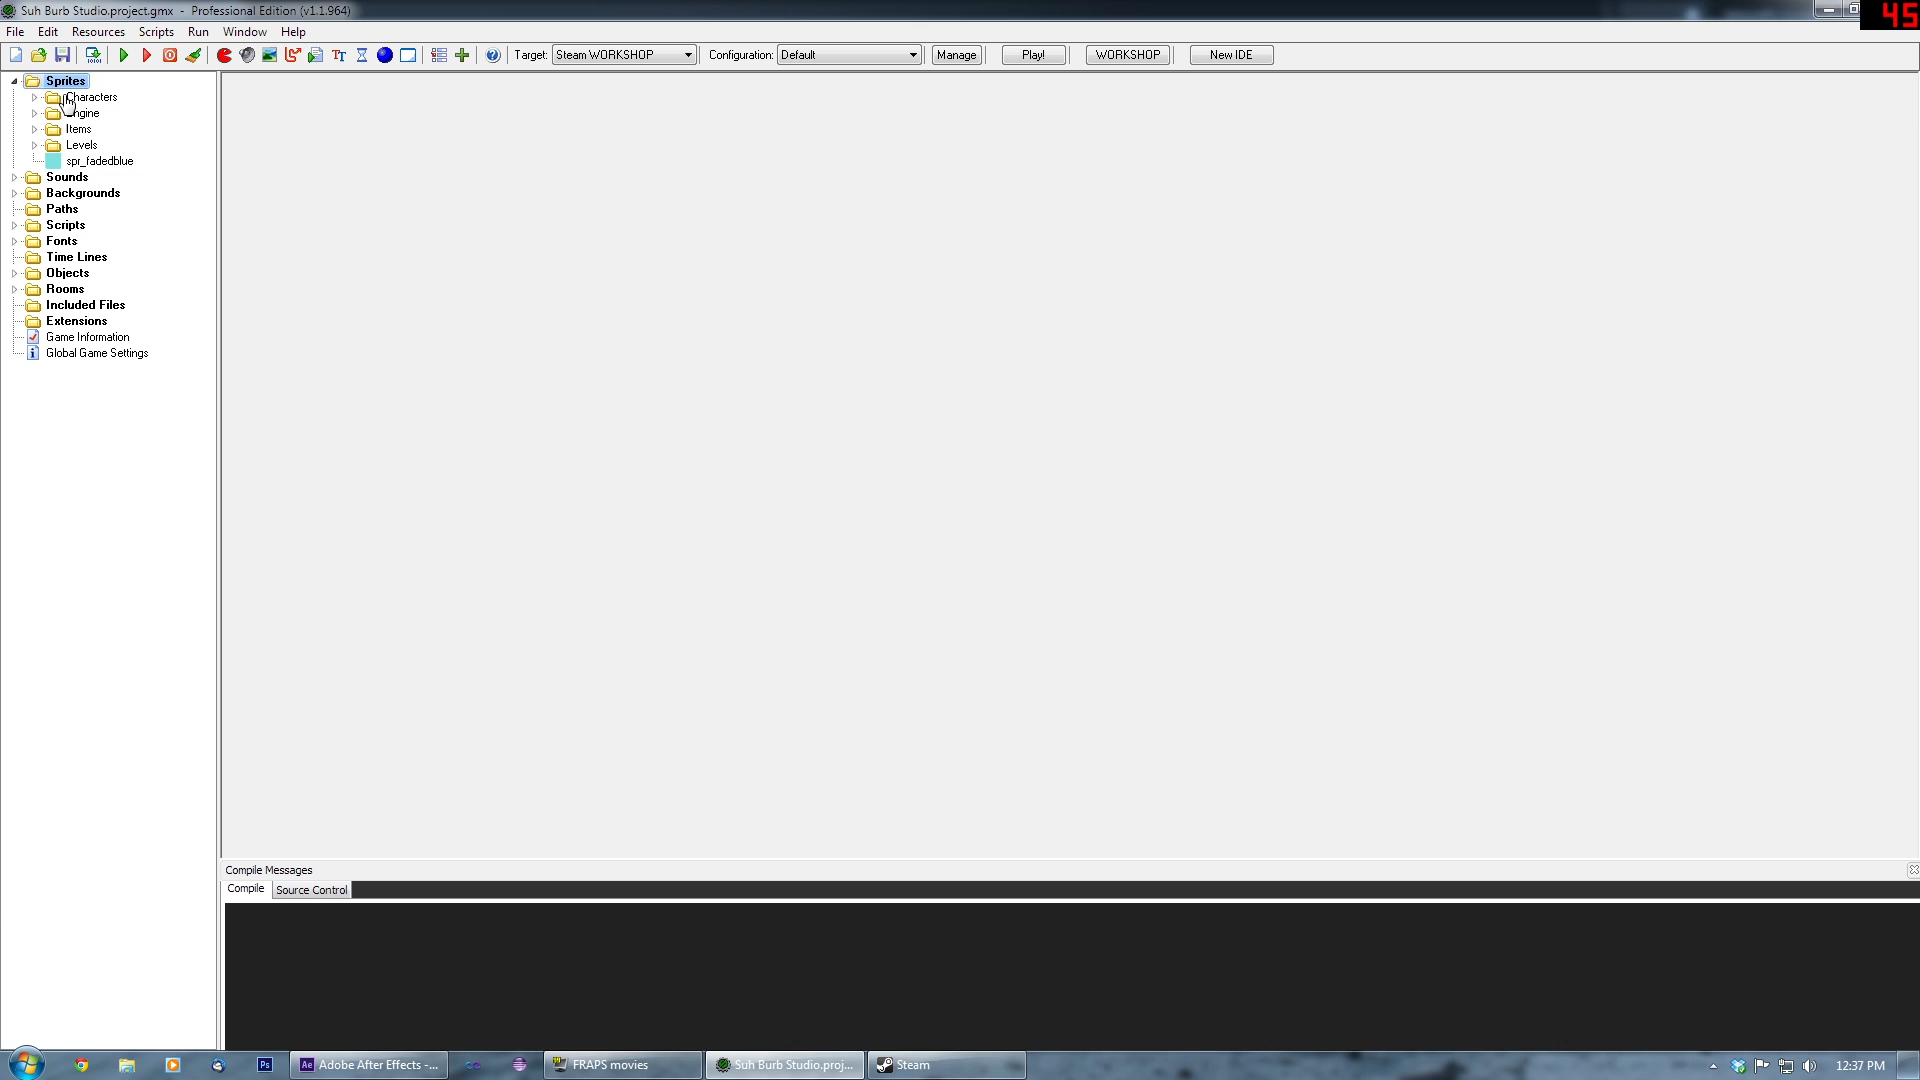 Suh Burb Studio.project.gmx - Professional Edition (v1.1.964)
45
File Edit Resources Scripts Run Window Help
Target: Steam WORKSHOP Configuration: Default Manage Play! WORKSHOP New IDE
Sprites
Characters
Engine
Items
Levels
spr_fadedblue
Sounds
Backgrounds
Paths
Scripts
Fonts
Time Lines
Objects
Rooms
Included Files
Extensions
Game Information
Global Game Settings
Compile Messages
Compile Source Control
Ps
Ae Adobe After Effects -...
FRAPS movies
Suh Burb Studio.proj...
Steam
12:37 PM